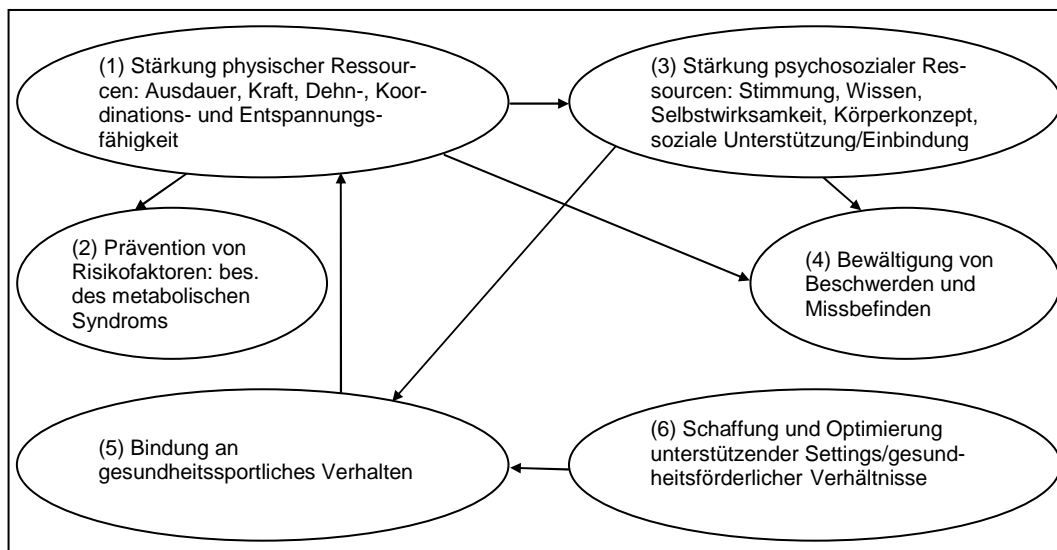 (1) Stärkung physischer Ressour-
cen: Ausdauer, Kraft, Dehn-, Koor-
dinations- und Entspannungs-
fähigkeit
(3) Stärkung psychosozialer Res-
sourcen: Stimmung, Wissen,
Selbstwirksamkeit, Körperkonzept,
soziale Unterstützung/Einbindung
(2) Prävention von
Risikofaktoren: bes.
des metabolischen
Syndroms
(4) Bewältigung von
Beschwerden und
Missbefinden
(5) Bindung an
gesundheitssportliches Verhalten
(6) Schaffung und Optimierung
unterstützender Settings/gesund-
heitsförderlicher Verhältnisse